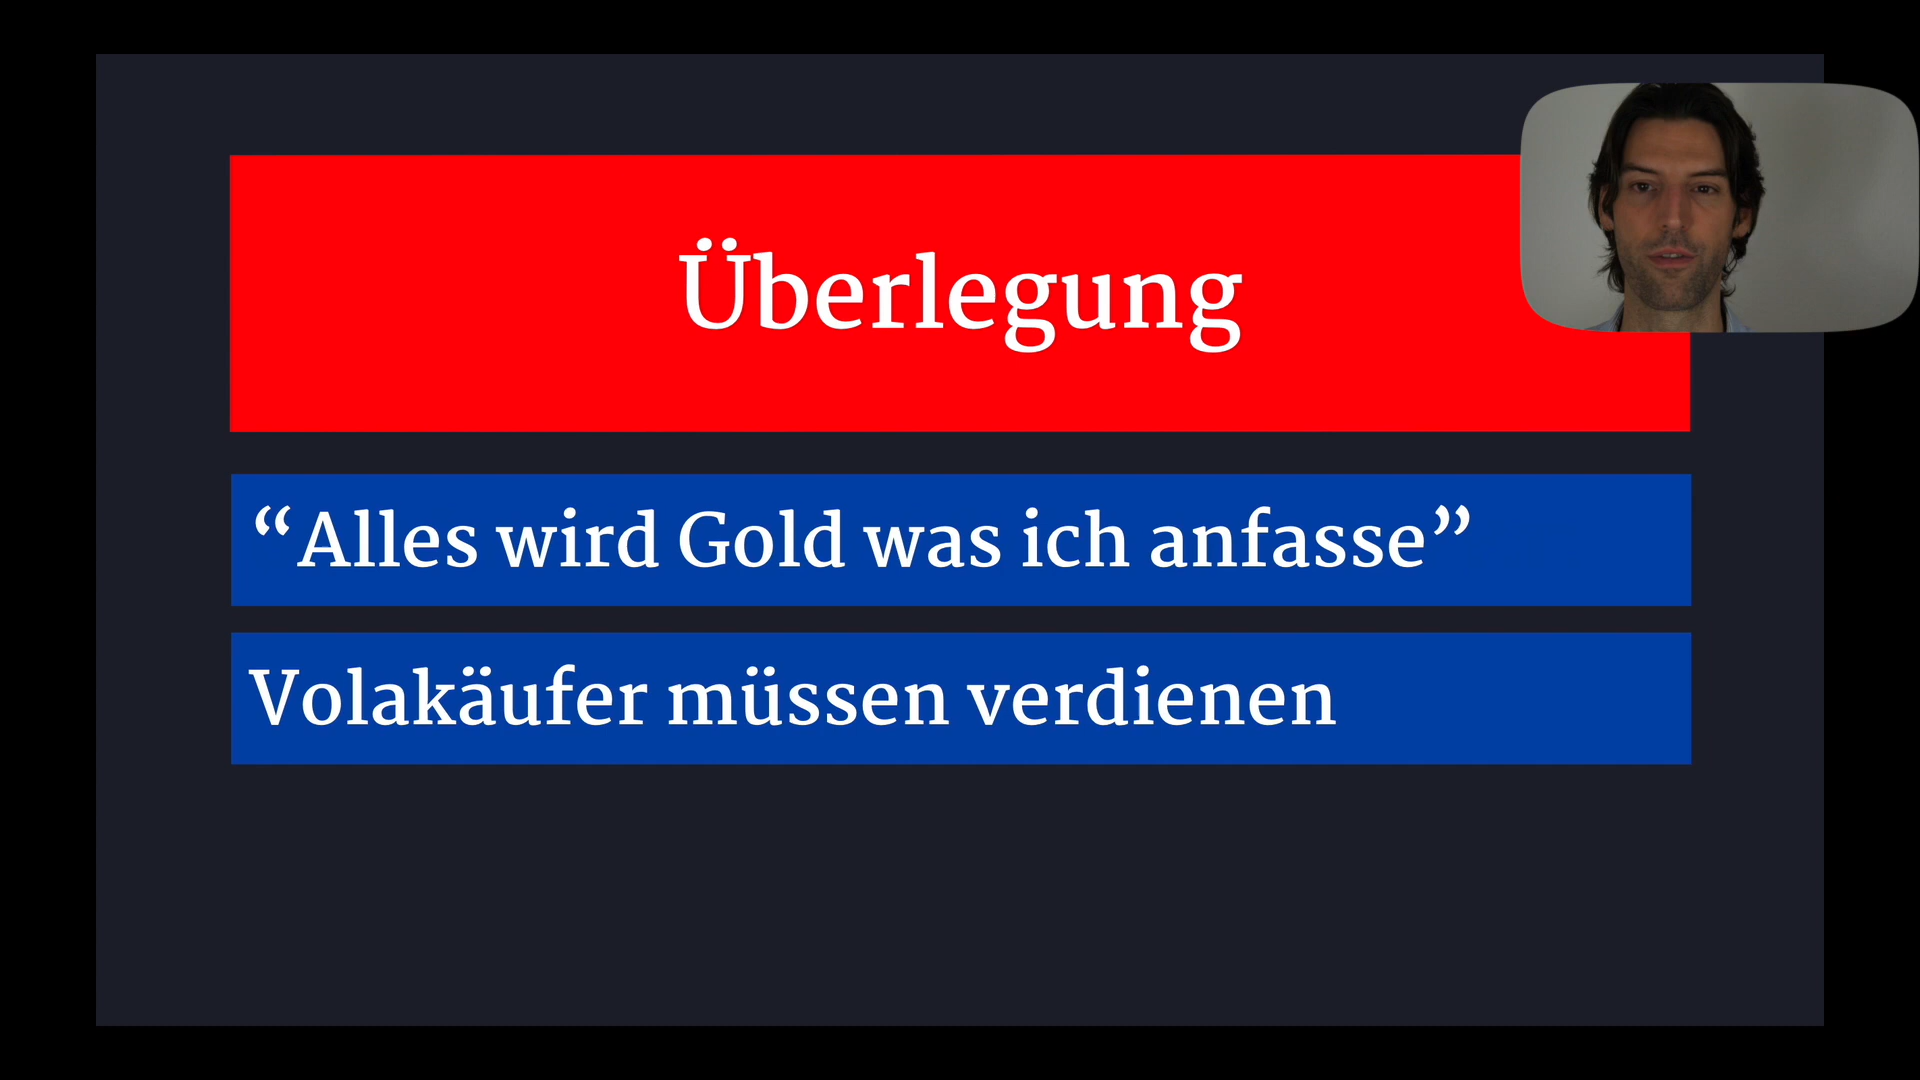 Überlegung
“Alles wird Gold was ich anfasse”
Volakäufer müssen verdienen